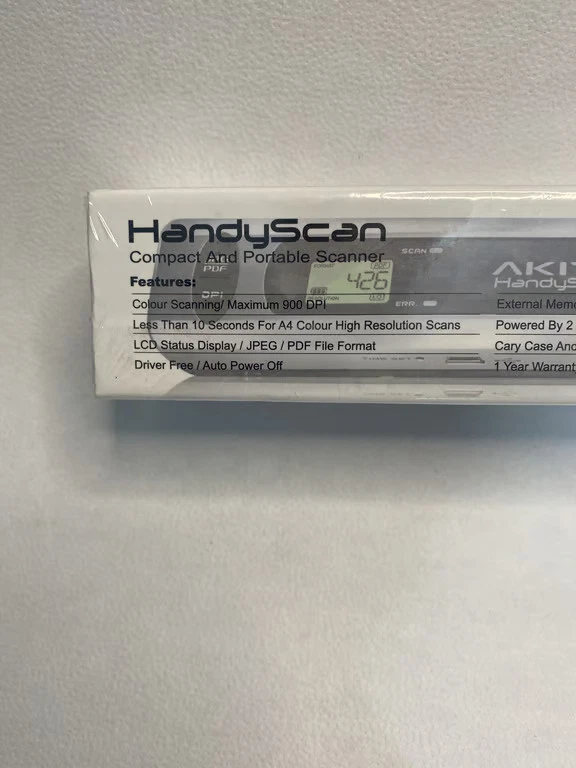 HandyScan
Compact And Portable Scanner
Features:
Colour Scanning/ Maximum 900 DPI
Less Than 10 Seconds For A4 Colour High Resolution Scans
LCD Status Display / JPEG / PDF File Format
Driver Free / Auto Power Off
PDF
DPI
426
SCAN
ERR.
AKI
HandyS
External Memo
Powered By 2
Cary Case And
1 Year Warrant